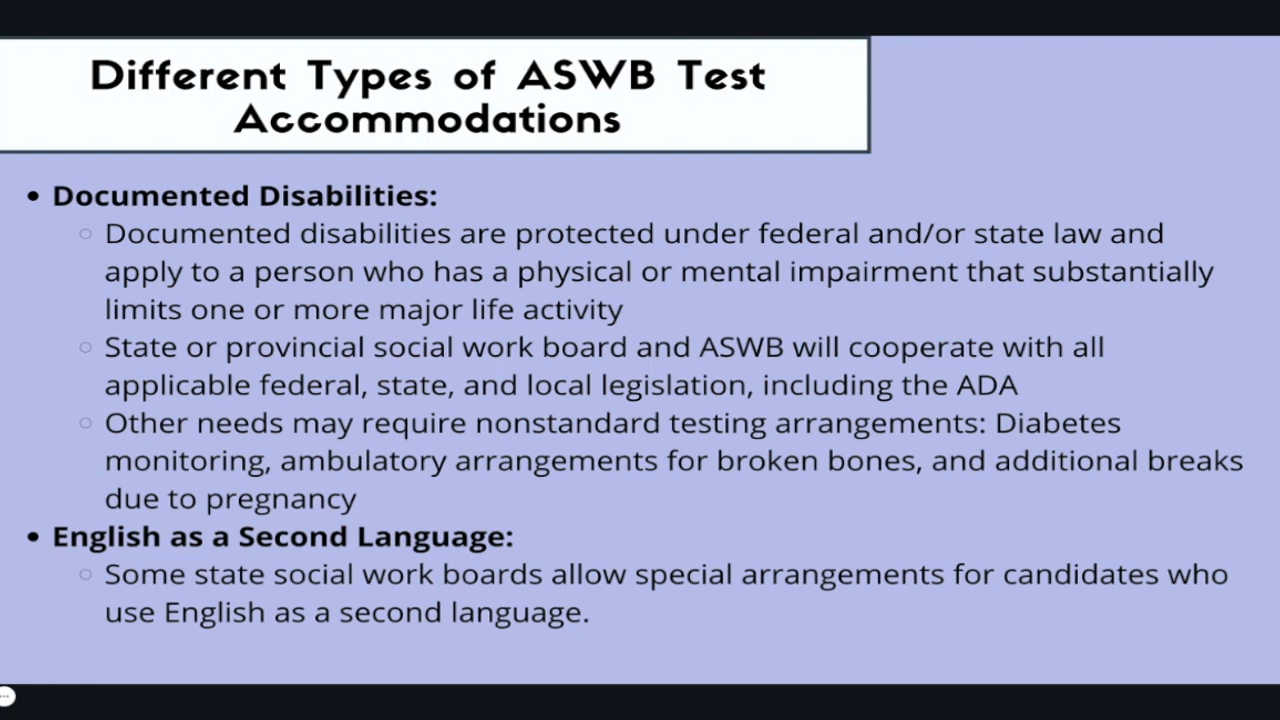 Different Types of ASWB Test
Accommodations
• Documented Disabilities:
○ Documented disabilities are protected under federal and/or state law and
apply to a person who has a physical or mental impairment that substantially
limits one or more major life activity
○ State or provincial social work board and ASWB will cooperate with all
applicable federal, state, and local legislation, including the ADA
○ Other needs may require nonstandard testing arrangements: Diabetes
monitoring, ambulatory arrangements for broken bones, and additional breaks
due to pregnancy
• English as a Second Language:
○ Some state social work boards allow special arrangements for candidates who
use English as a second language.